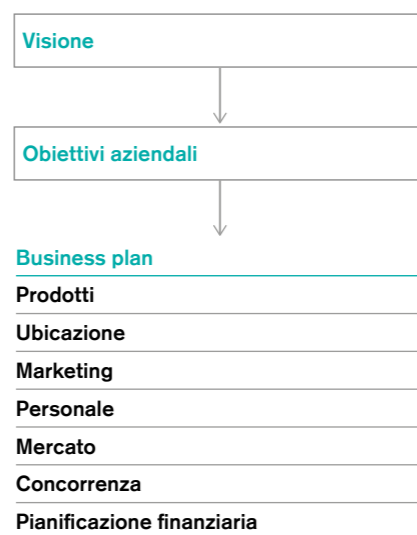 Visione
Obiettivi aziendali
Business plan
Prodotti
Ubicazione
Marketing
Personale
Mercato
Concorrenza
Pianificazione finanziaria